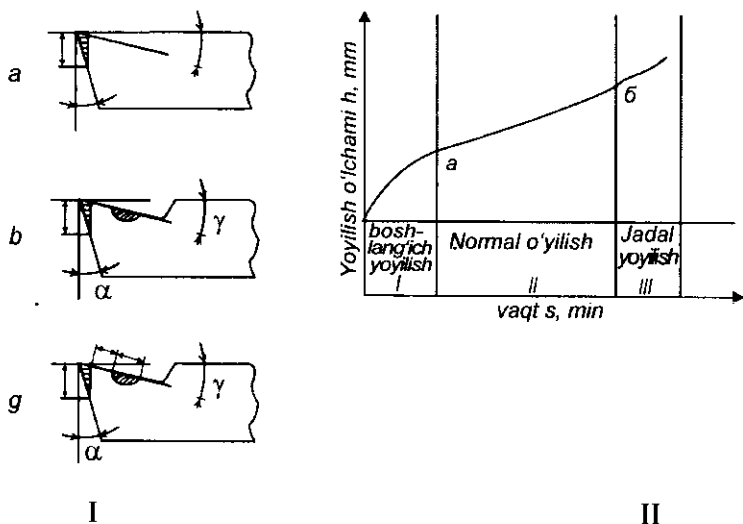 a
b
γ
α
g
γ
α
I
Yoyilish o'lchami h, mm
a
б
bosh-
lang'ich
yoyilish
I
Normal o'yilish
II
Jadal
yoyilish
III
vaqt s, min
II